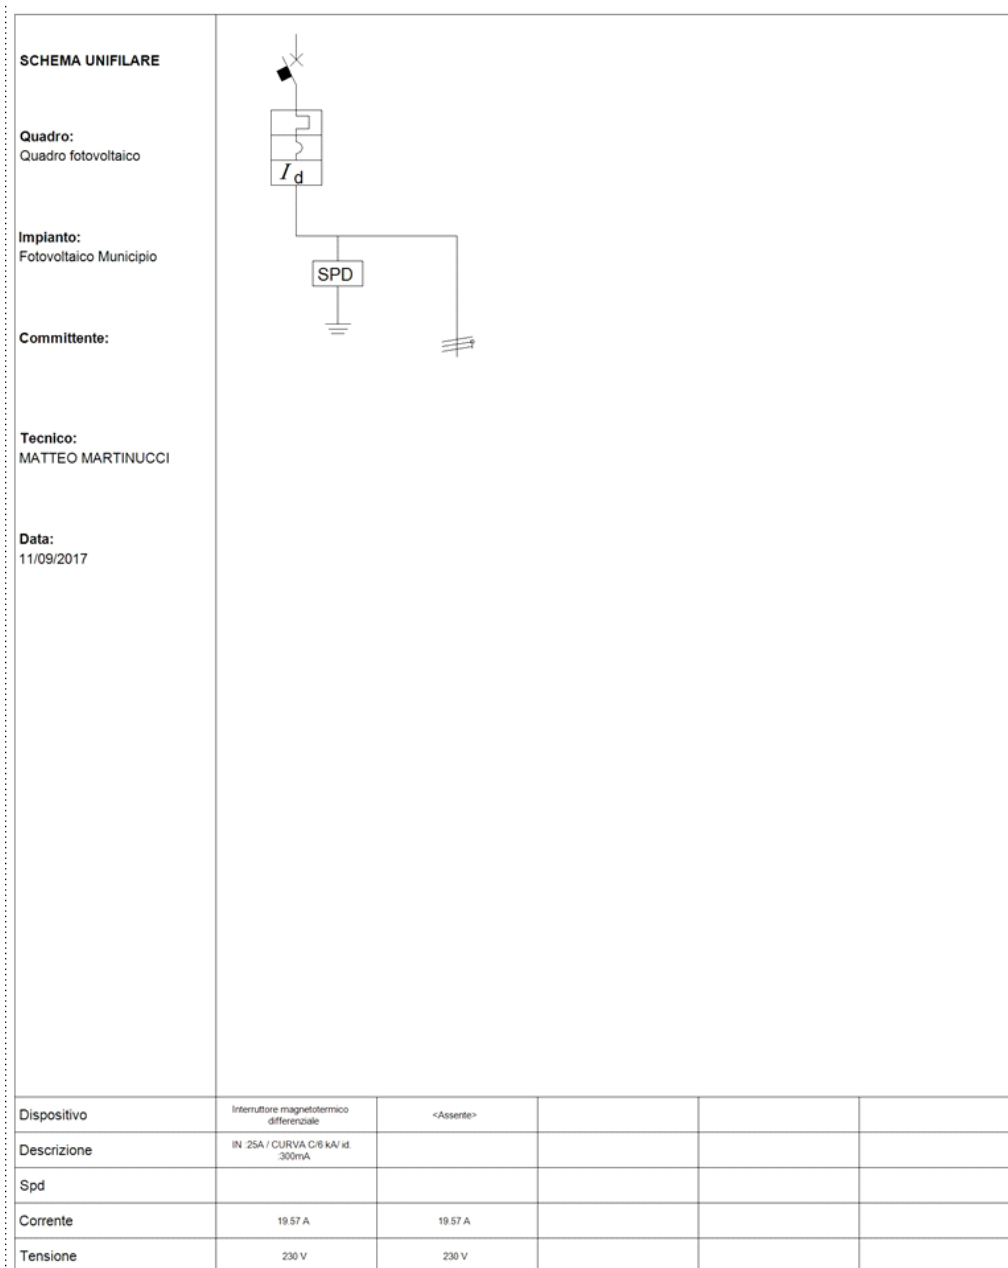 SCHEMA UNIFILARE
Quadro:
Quadro fotovoltaico
Impianto:
Fotovoltaico Municipio
Committente:
Tecnico:
MATTEO MARTINUCCI
Data:
11/09/2017
I d
SPD
Dispositivo
Interruttore magnetotermico
differenziale
<Assente>
Descrizione
IN :25A / CURVA C/6 kA/ id.
:300mA
Spd
Corrente
19.57 A
19.57 A
Tensione
230 V
230 V